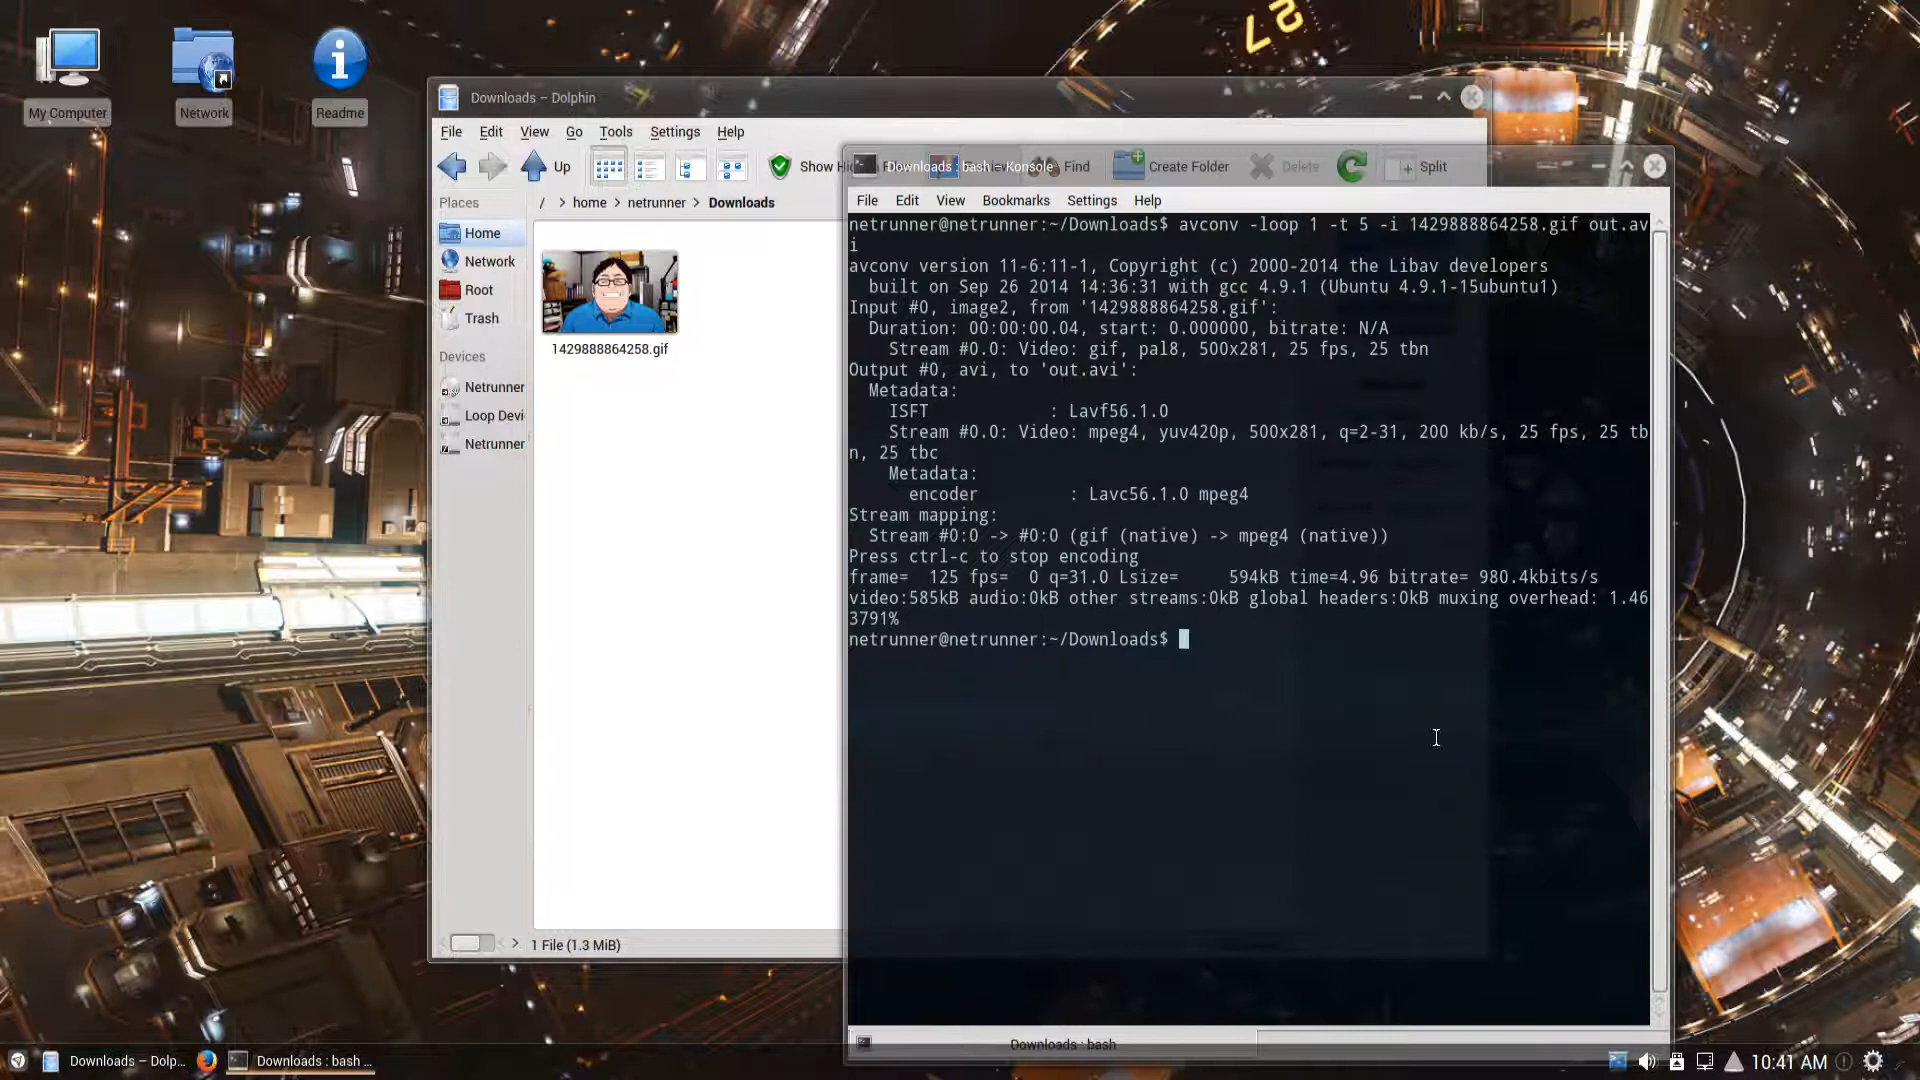 My Computer
Network
Readme
Downloads – Dolphin
File Edit View Go Tools Settings Help
Up
Show Hi
Find
Create Folder
Delete
Split
Places
/ > home > netrunner > Downloads
Home
Network
Root
Trash
Devices
Netrunner
Loop Devi
Netrunner
1429888864258.gif
1 File (1.3 MiB)
Downloads : bash – Konsole
File Edit View Bookmarks Settings Help
netrunner@netrunner:~/Downloads$ avconv -loop 1 -t 5 -i 1429888864258.gif out.av
i
avconv version 11-6:11-1, Copyright (c) 2000-2014 the Libav developers
  built on Sep 26 2014 14:36:31 with gcc 4.9.1 (Ubuntu 4.9.1-15ubuntu1)
Input #0, image2, from '1429888864258.gif':
  Duration: 00:00:00.04, start: 0.000000, bitrate: N/A
    Stream #0.0: Video: gif, pal8, 500x281, 25 fps, 25 tbn
Output #0, avi, to 'out.avi':
  Metadata:
    ISFT            : Lavf56.1.0
    Stream #0.0: Video: mpeg4, yuv420p, 500x281, q=2-31, 200 kb/s, 25 fps, 25 tb
n, 25 tbc
    Metadata:
      encoder         : Lavc56.1.0 mpeg4
Stream mapping:
  Stream #0:0 -> #0:0 (gif (native) -> mpeg4 (native))
Press ctrl-c to stop encoding
frame=  125 fps=  0 q=31.0 Lsize=     594kB time=4.96 bitrate= 980.4kbits/s
video:585kB audio:0kB other streams:0kB global headers:0kB muxing overhead: 1.46
3791%
netrunner@netrunner:~/Downloads$
Downloads : bash
Downloads – Dolp...
Downloads : bash ...
10:41 AM
27